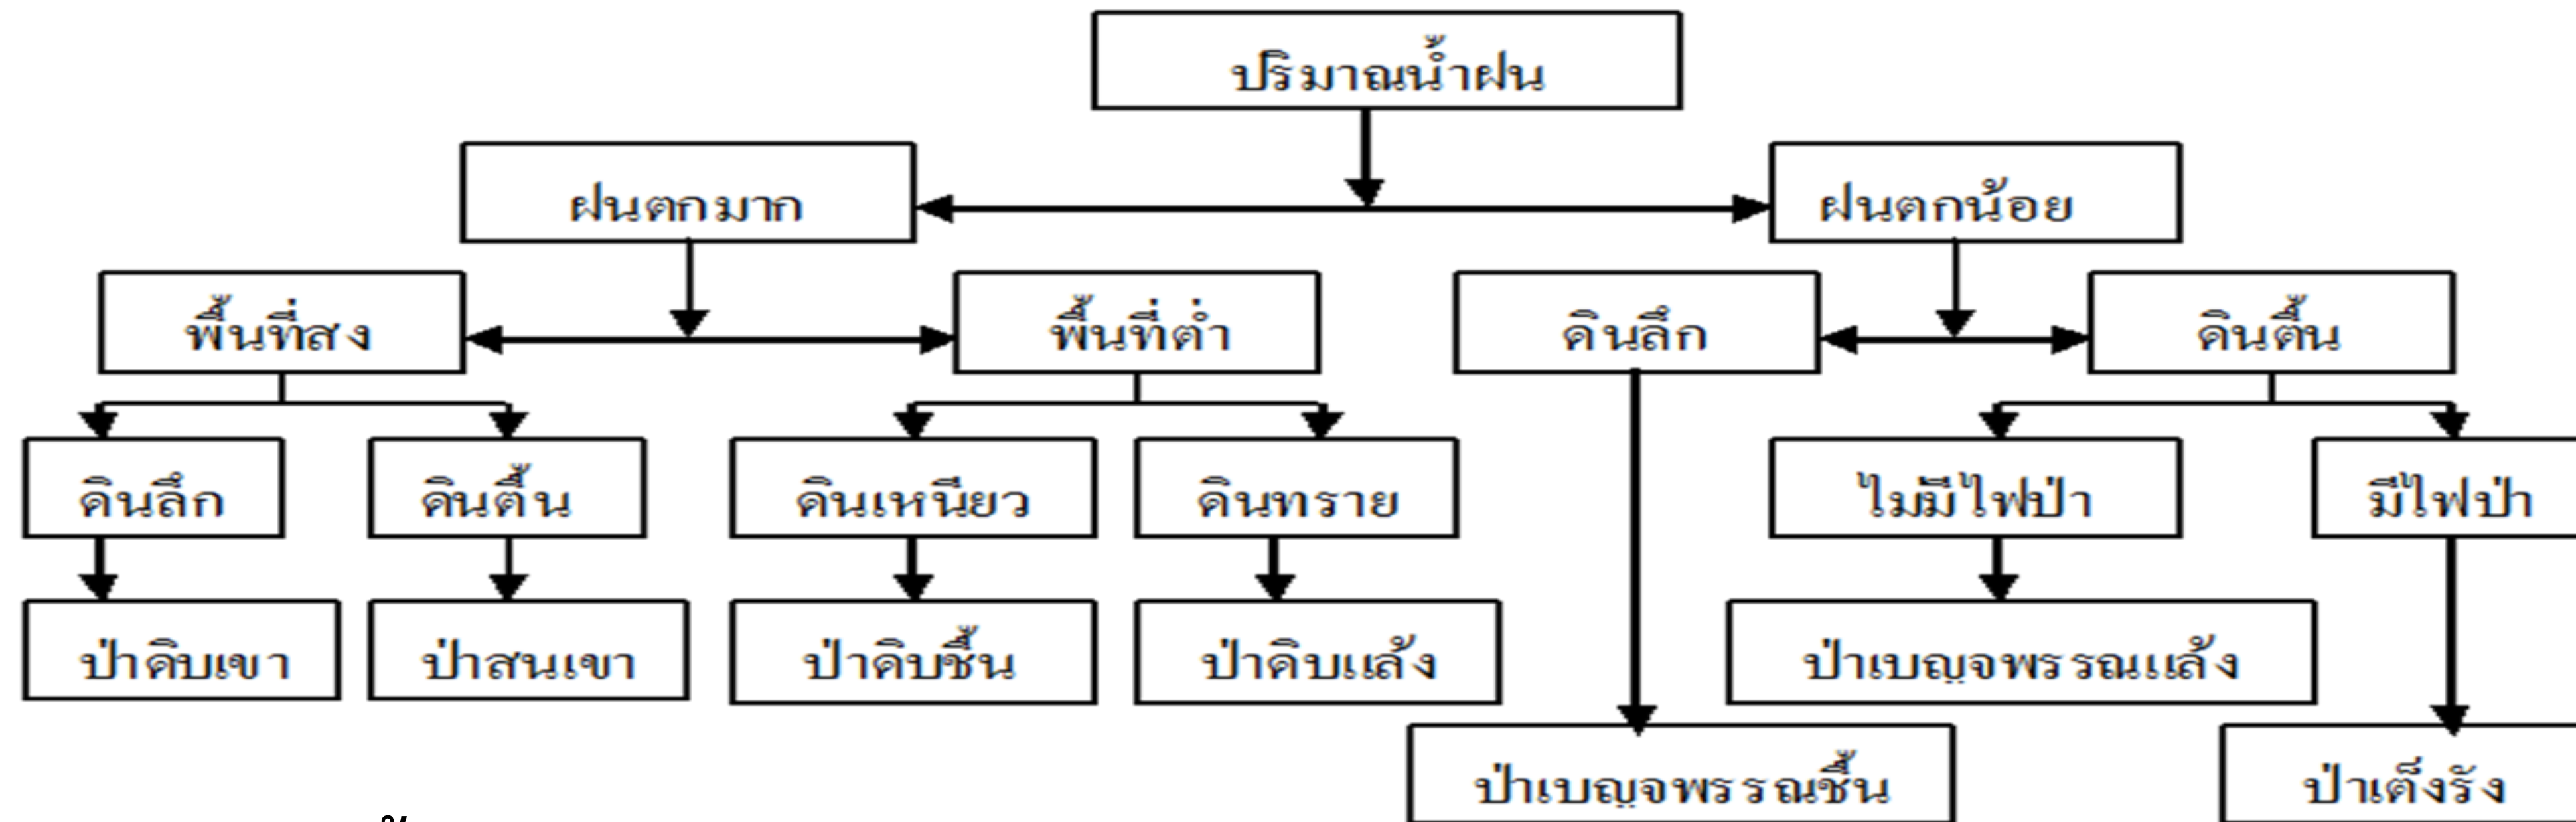 ปริมาณน้ำฝน
ฝนตกมาก
ฝนตกน้อย
พื้นที่สง
พื้นที่ต่ำ
ดินลึก
ดินตื้น
ดินลึก
ดินตื้น
ดินเหนียว
ดินทราย
ไม่มีไฟป่า
มีไฟป่า
ป่าดิบเขา
ป่าสนเขา
ป่าดิบชื้น
ป่าดิบแล้ง
ป่าเบญจพรรณแล้ง
ป่าเบญจพรรณชื้น
ป่าเต็งรัง